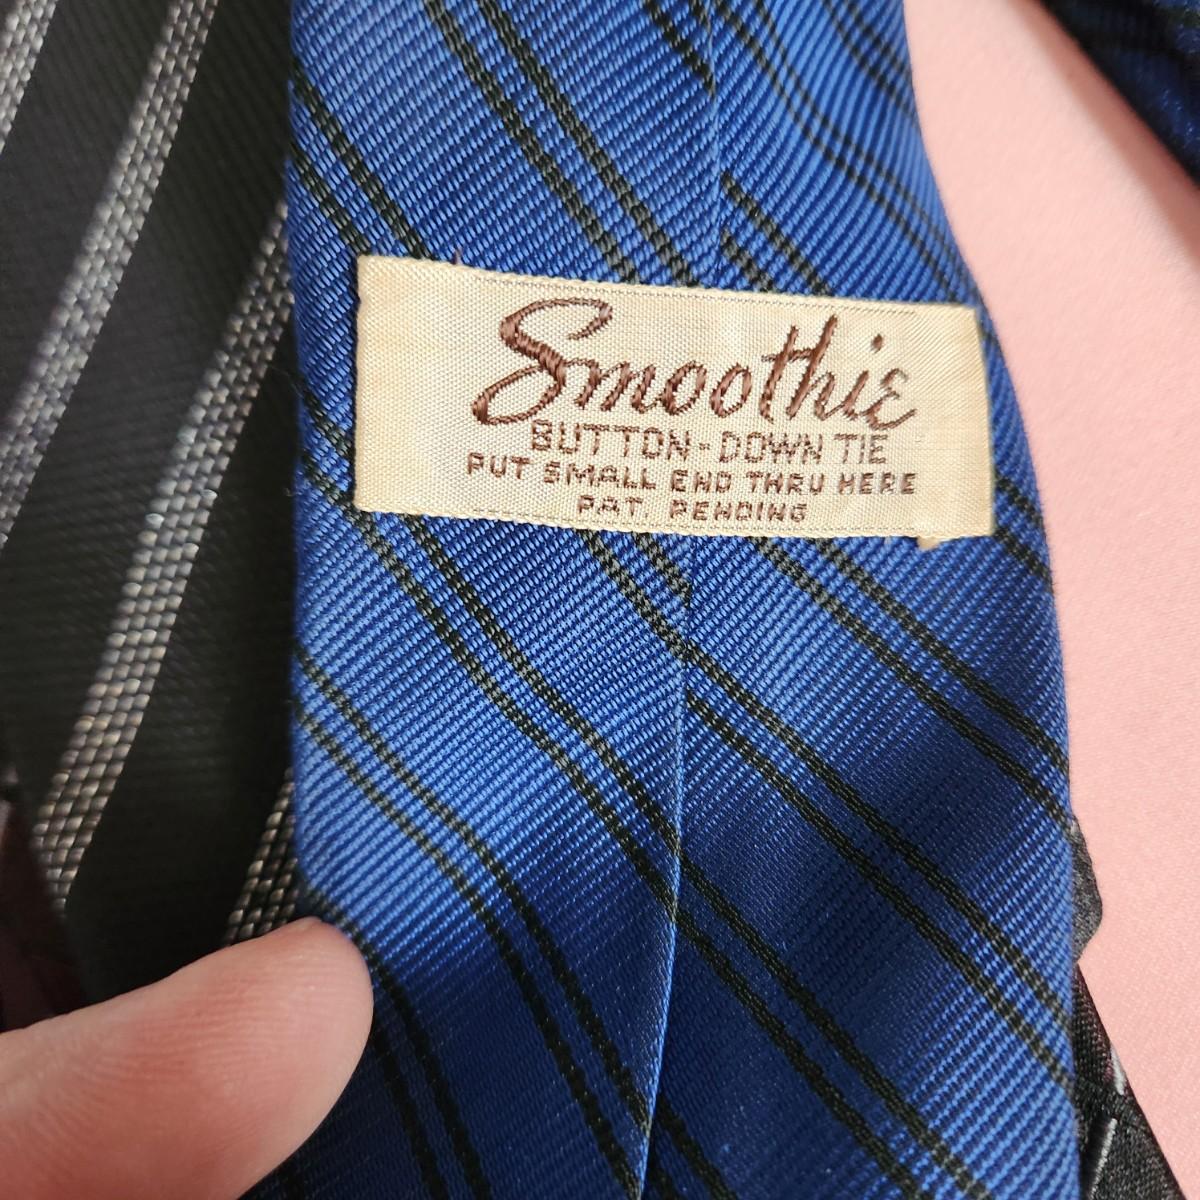 Smoothie
BUTTON-DOWN TIE
PUT SMALL END THRU HERE
PAT. PENDING